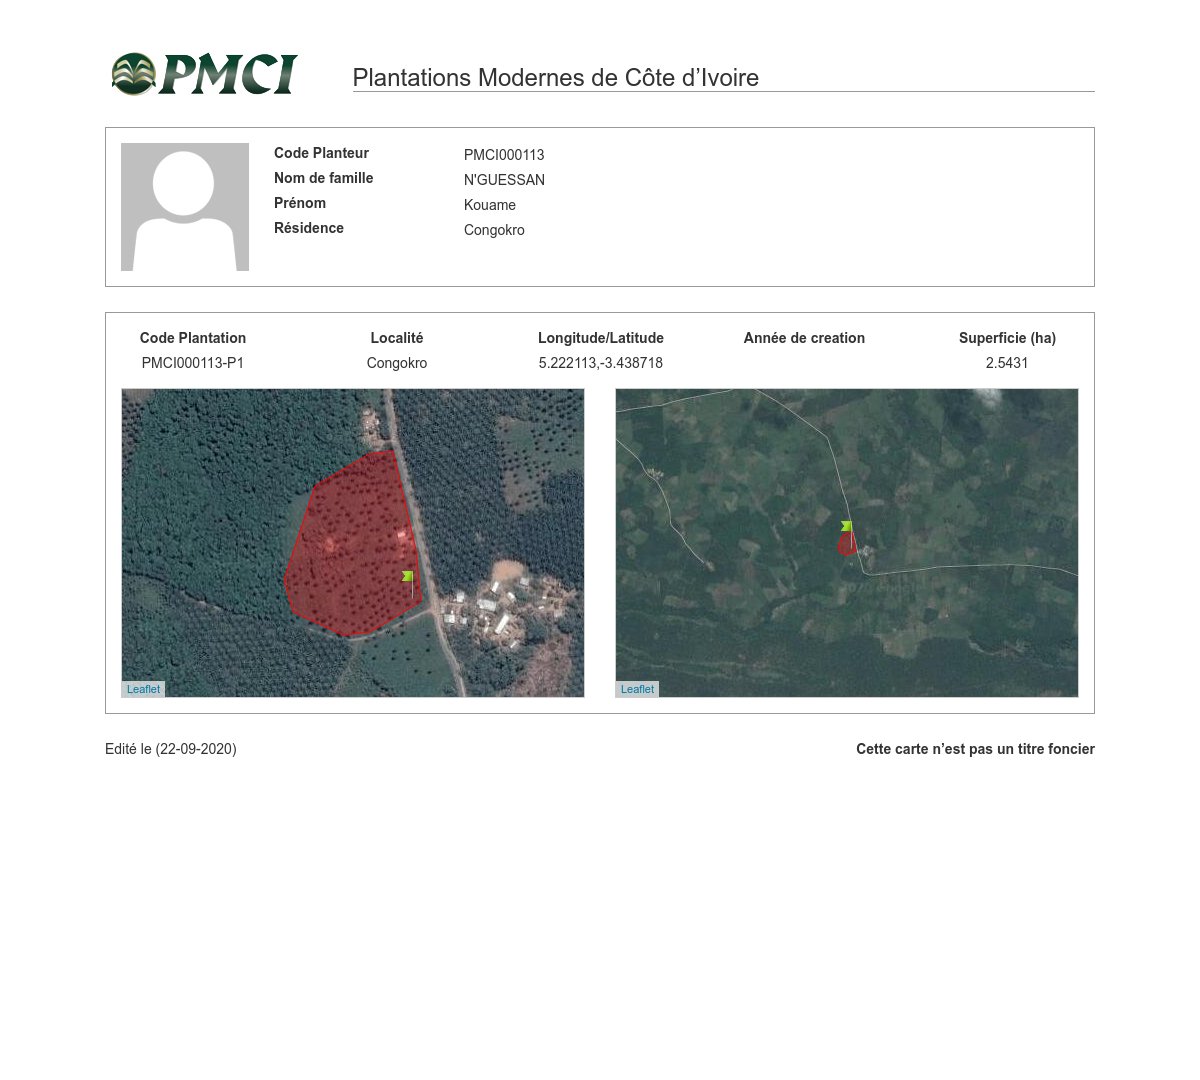 PMCI
Plantations Modernes de Côte d’Ivoire
Code Planteur PMCI000113
Nom de famille N'GUESSAN
Prénom Kouame
Résidence Congokro
Code Plantation Localité Longitude/Latitude Année de creation Superficie (ha)
PMCI000113-P1 Congokro 5.222113,-3.438718 2.5431
Leaflet Leaflet
Edité le (22-09-2020) Cette carte n’est pas un titre foncier